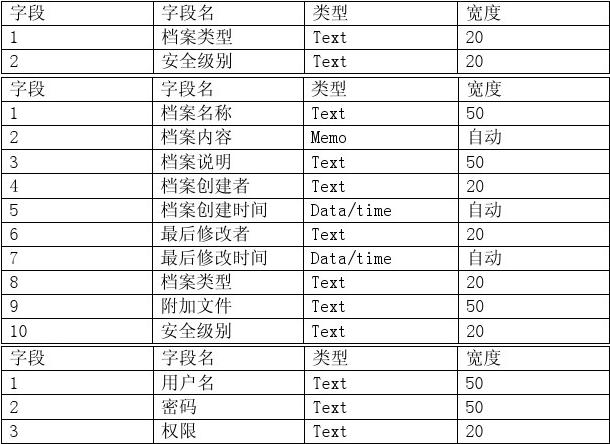 字段 字段名 类型 宽度
1 档案类型 Text 20
2 安全级别 Text 20
字段 字段名 类型 宽度
1 档案名称 Text 50
2 档案内容 Memo 自动
3 档案说明 Text 50
4 档案创建者 Text 20
5 档案创建时间 Data/time 自动
6 最后修改者 Text 20
7 最后修改时间 Data/time 自动
8 档案类型 Text 20
9 附加文件 Text 50
10 安全级别 Text 20
字段 字段名 类型 宽度
1 用户名 Text 50
2 密码 Text 50
3 权限 Text 20